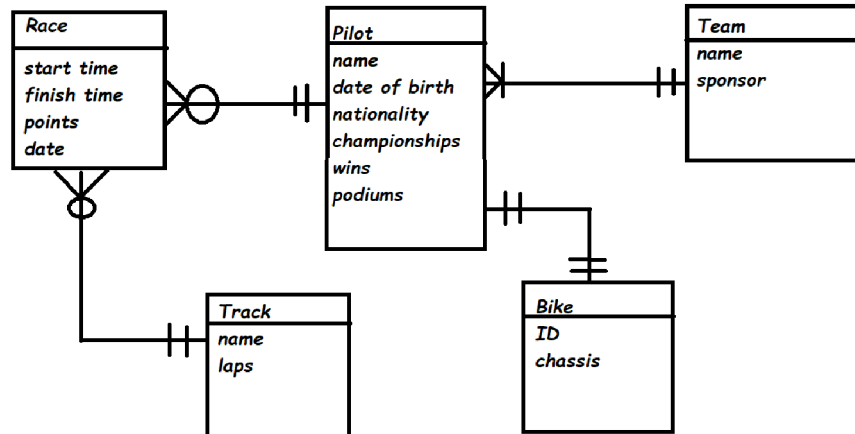 Race
start time
finish time
points
date
Pilot
name
date of birth
nationality
championships
wins
podiums
Team
name
sponsor
Track
name
laps
Bike
ID
chassis